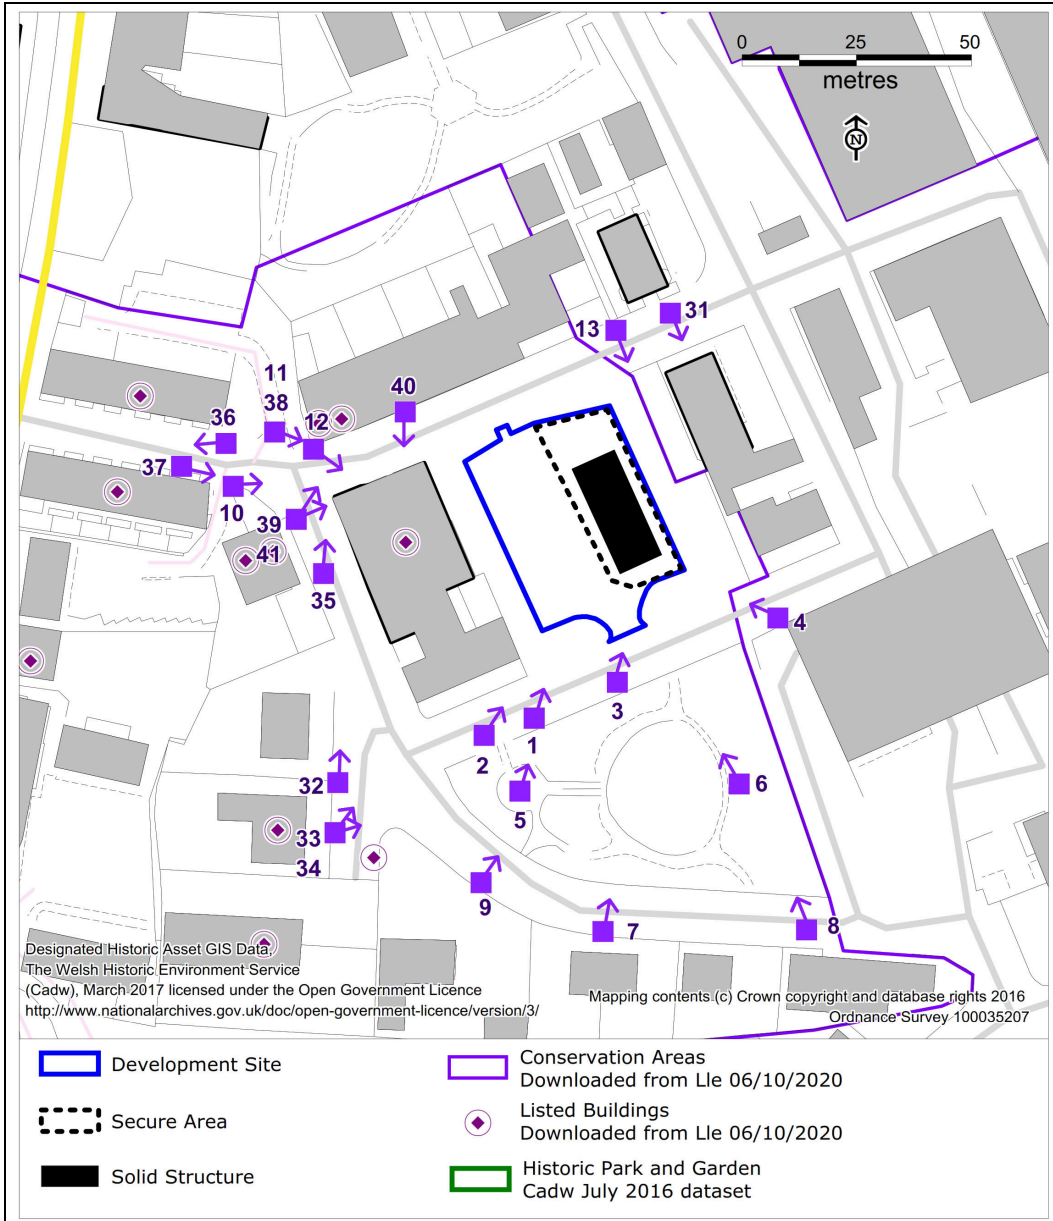 0 25 50
metres
N
31
13
40
11
38
12
36
37
10
39
41
35
4
3
1
2
32
5
6
33
34
9
7
8
Designated Historic Asset GIS Data,
The Welsh Historic Environment Service
(Cadw), March 2017 licensed under the Open Government Licence
http://www.nationalarchives.gov.uk/doc/open-government-licence/version/3/
Mapping contents (c) Crown copyright and database rights 2016
Ordnance Survey 100035207
Development Site
Secure Area
Solid Structure
Conservation Areas
Downloaded from Lle 06/10/2020
Listed Buildings
Downloaded from Lle 06/10/2020
Historic Park and Garden
Cadw July 2016 dataset